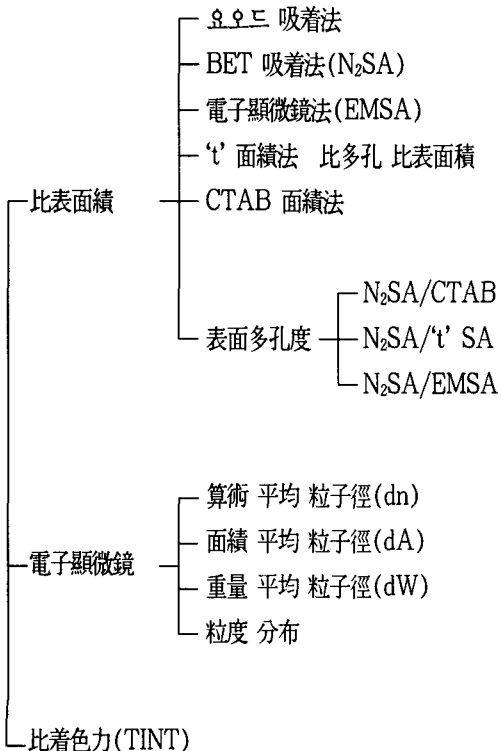 요오드 吸着法
BET 吸着法(N₂SA)
電子顯微鏡法(EMSA)
‘t’ 面績法 比多孔 比表面積
比表面績
CTAB 面績法
表面多孔度
N₂SA/CTAB
N₂SA/‘t’ SA
N₂SA/EMSA
電子顯微鏡
算術 平均 粒子徑(dn)
面績 平均 粒子徑(dA)
重量 平均 粒子徑(dW)
粒度 分布
比着色力(TINT)